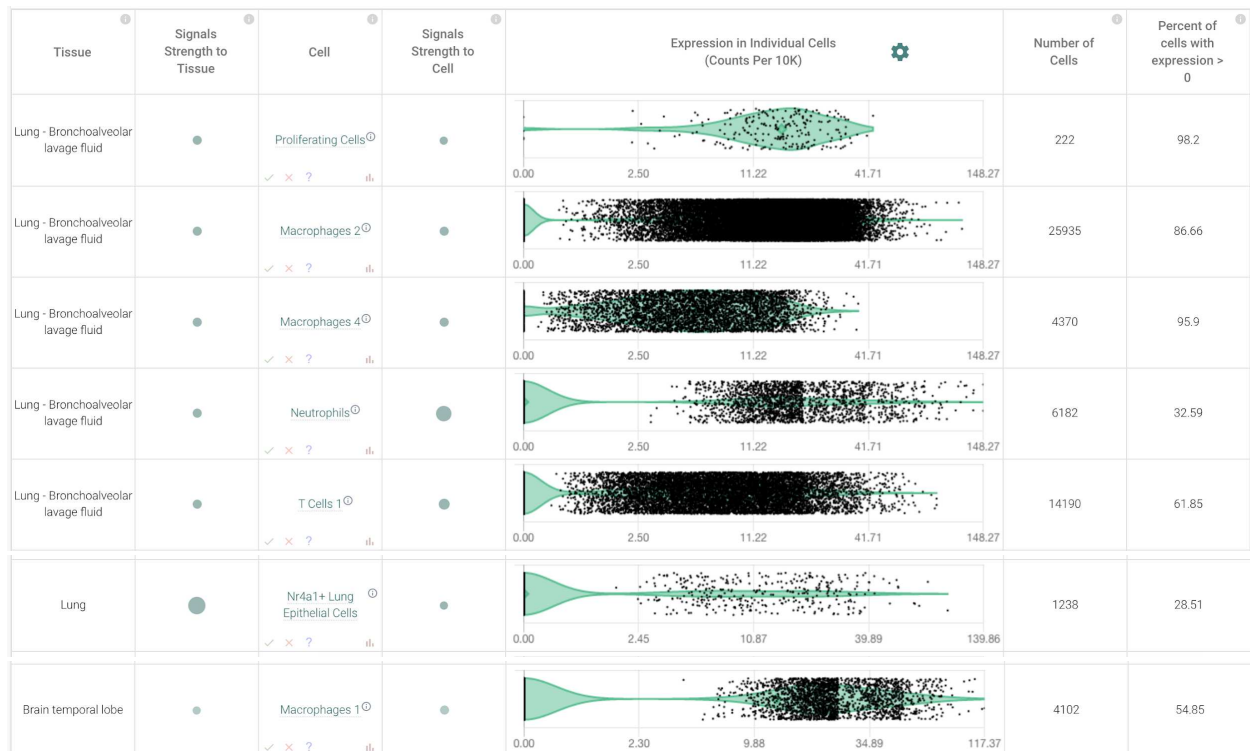 Tissue
Signals
Strength to
Tissue
Cell
Signals
Strength to
Cell
Expression in Individual Cells
(Counts Per 10K)
Number of
Cells
Percent of
cells with
expression >
0
Lung - Bronchoalveolar
lavage fluid
Proliferating Cells
0.00 2.50 11.22 41.71 148.27
222
98.2
Lung - Bronchoalveolar
lavage fluid
Macrophages 2
0.00 2.50 11.22 41.71 148.27
25935
86.66
Lung - Bronchoalveolar
lavage fluid
Macrophages 4
0.00 2.50 11.22 41.71 148.27
4370
95.9
Lung - Bronchoalveolar
lavage fluid
Neutrophils
0.00 2.50 11.22 41.71 148.27
6182
32.59
Lung - Bronchoalveolar
lavage fluid
T Cells 1
0.00 2.50 11.22 41.71 148.27
14190
61.85
Lung
Nr4a1+ Lung
Epithelial Cells
0.00 2.45 10.87 39.89 139.86
1238
28.51
Brain temporal lobe
Macrophages 1
0.00 2.30 9.88 34.89 117.37
4102
54.85